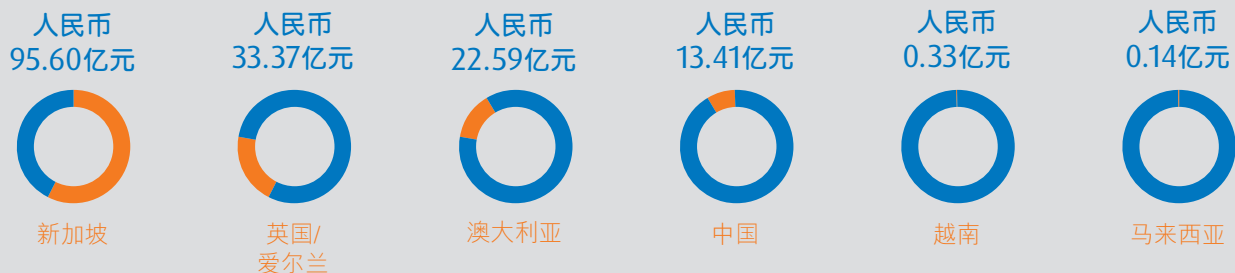 人民币
95.60亿元
新加坡
人民币
33.37亿元
英国/
爱尔兰
人民币
22.59亿元
澳大利亚
人民币
13.41亿元
中国
人民币
0.33亿元
越南
人民币
0.14亿元
马来西亚